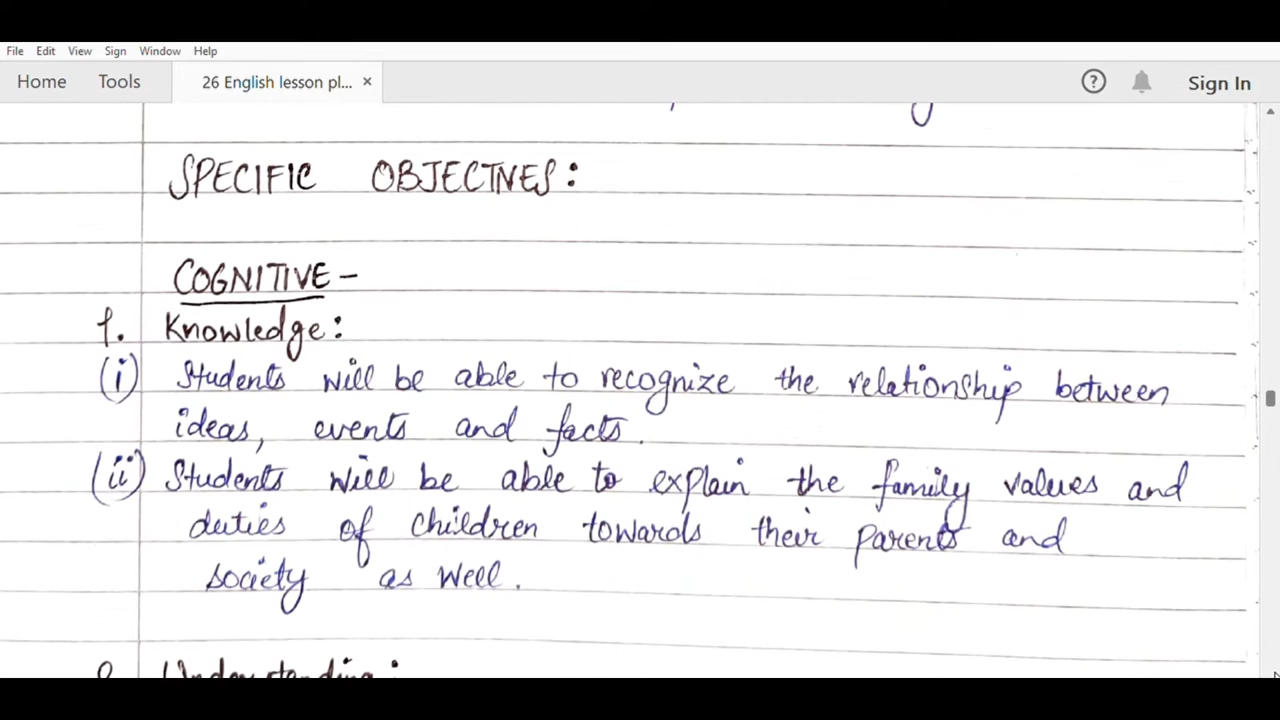 File Edit View Sign Window Help
Home Tools 26 English lesson pl... × Sign In
SPECIFIC OBJECTIVES:
COGNITIVE -
1. Knowledge:
(i) Students will be able to recognize the relationship between
ideas, events and facts.
(ii) Students will be able to explain the family values and
duties of children towards their parents and
society as well.
2. Understanding: